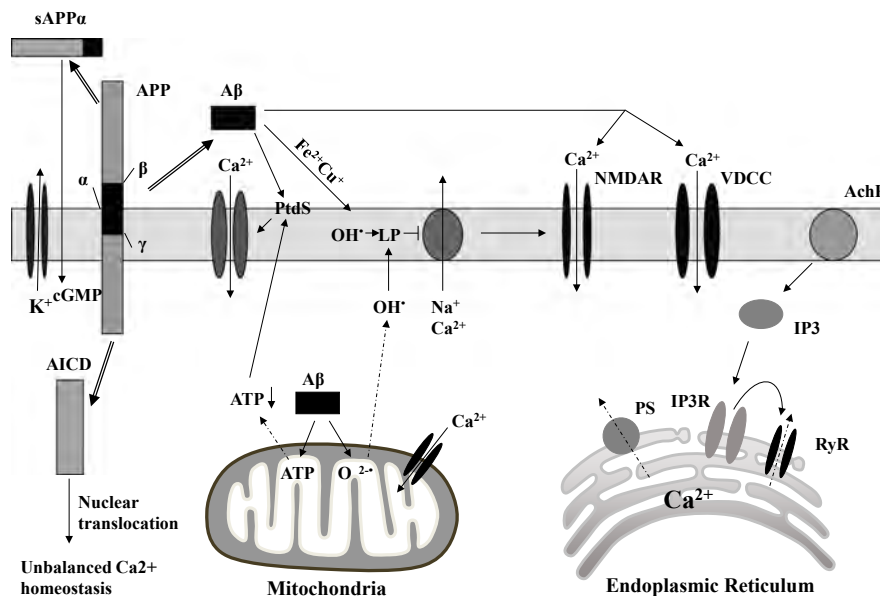 sAPPα
APP
Aβ
Ca²⁺
Fe²⁺Cu⁺
β
α
γ
PtdS
OH•
LP
K⁺
cGMP
OH•
Na⁺
Ca²⁺
Ca²⁺
NMDAR
Ca²⁺
VDCC
IP3
AICD
Aβ
ATP
Ca²⁺
ATP
O ²⁻•
PS
IP3R
RyR
Ca²⁺
Nuclear
translocation
Unbalanced Ca2+
homeostasis
Mitochondria
Endoplasmic Reticulum